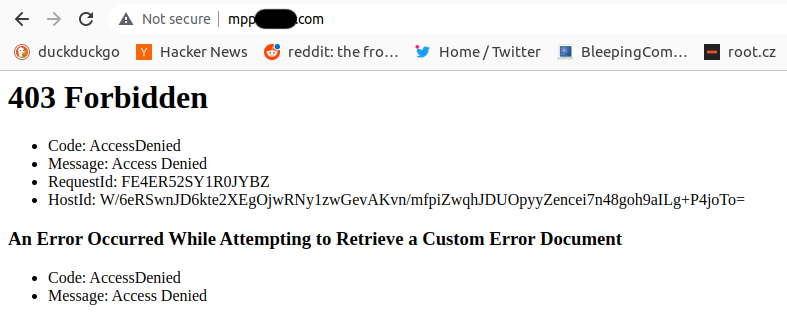 Not secure | mpp .com
duckduckgo Hacker News reddit: the fro… Home / Twitter BleepingCom… root.cz
403 Forbidden
• Code: AccessDenied
• Message: Access Denied
• RequestId: FE4ER52SY1R0JYBZ
• HostId: W/6eRSwnJD6kte2XEgOjwRNy1zwGevAKvn/mfpiZwqhJDUOpyyZencei7n48goh9aILg+P4joTo=
An Error Occurred While Attempting to Retrieve a Custom Error Document
• Code: AccessDenied
• Message: Access Denied